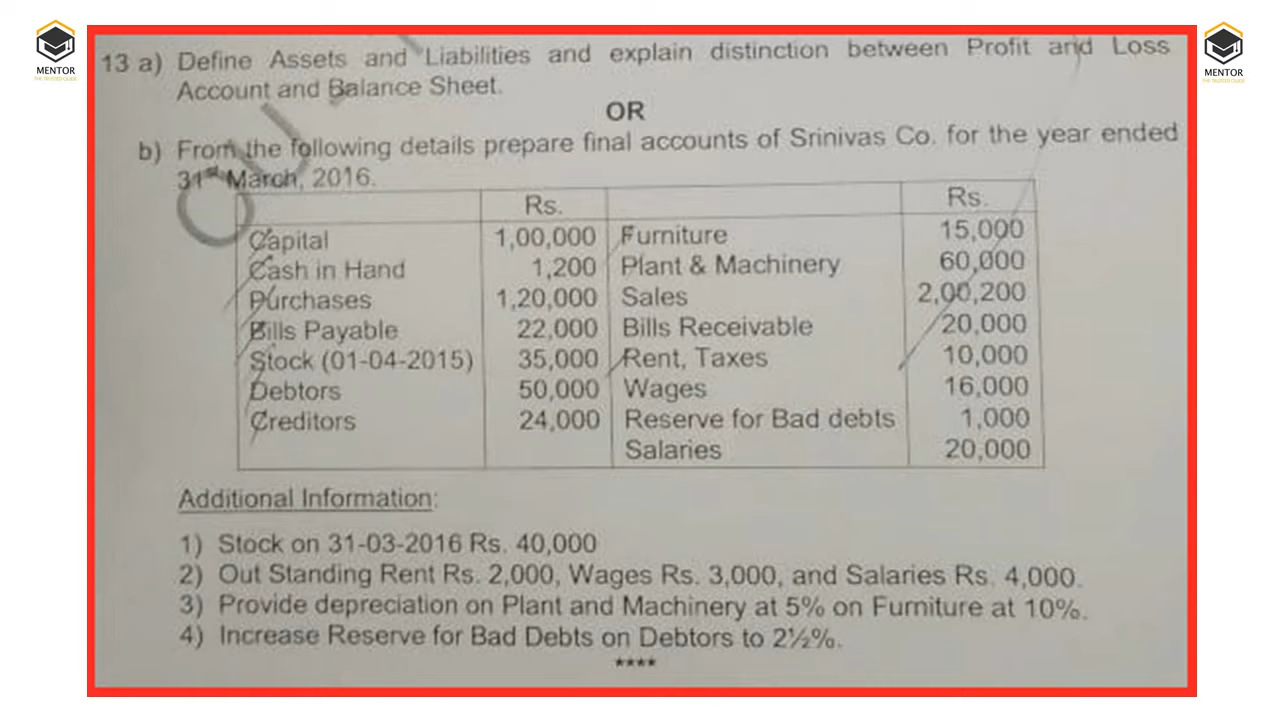 MENTOR
MENTOR
13 a) Define Assets and Liabilities and explain distinction between Profit and Loss
Account and Balance Sheet.
OR
b) From the following details prepare final accounts of Srinivas Co. for the year ended
31st March, 2016.
Rs. Rs.
Capital 1,00,000 Furniture 15,000
Cash in Hand 1,200 Plant & Machinery 60,000
Purchases 1,20,000 Sales 2,00,200
Bills Payable 22,000 Bills Receivable 20,000
Stock (01-04-2015) 35,000 Rent, Taxes 10,000
Debtors 50,000 Wages 16,000
Creditors 24,000 Reserve for Bad debts 1,000
Salaries 20,000
Additional Information:
1) Stock on 31-03-2016 Rs. 40,000
2) Out Standing Rent Rs. 2,000, Wages Rs. 3,000, and Salaries Rs. 4,000.
3) Provide depreciation on Plant and Machinery at 5% on Furniture at 10%.
4) Increase Reserve for Bad Debts on Debtors to 2½%.
****